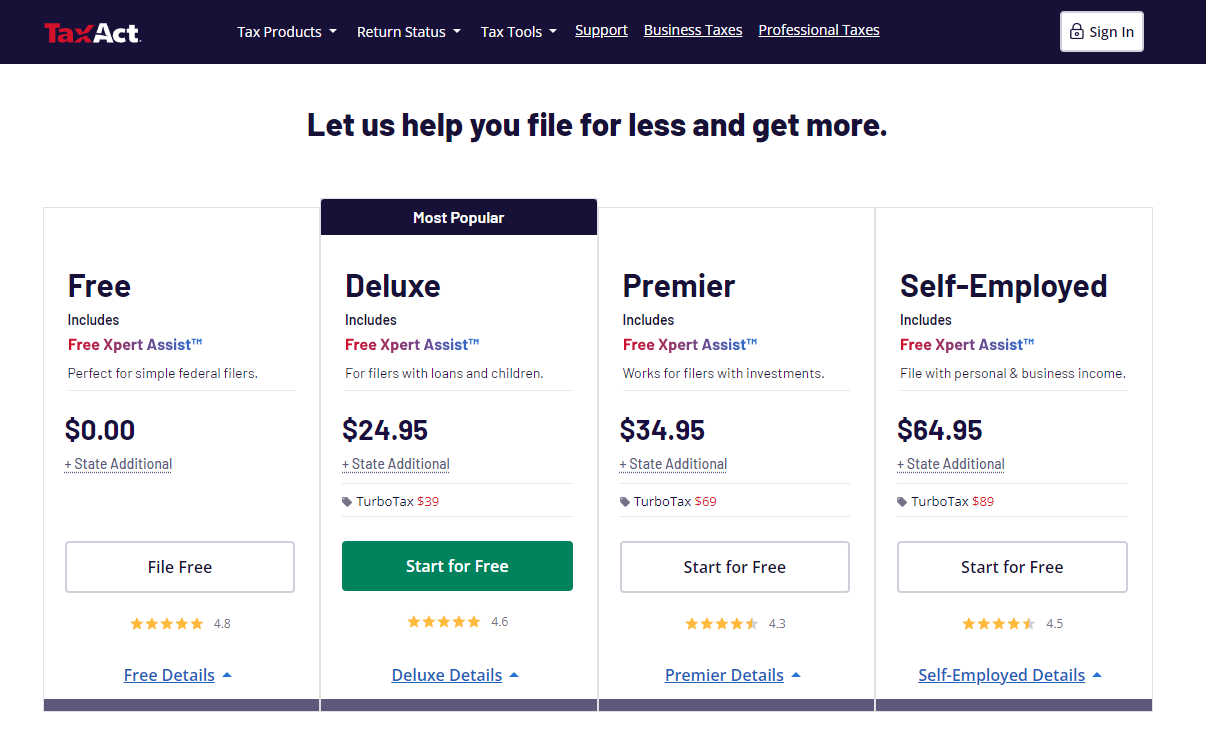 TaxAct.
Tax Products
Return Status
Tax Tools
Support
Business Taxes
Professional Taxes
Sign In
Let us help you file for less and get more.
Free
Includes
Free Xpert Assist™
Perfect for simple federal filers.
$0.00
+ State Additional
File Free
4.8
Free Details
Most Popular
Deluxe
Includes
Free Xpert Assist™
For filers with loans and children.
$24.95
+ State Additional
TurboTax $39
Start for Free
4.6
Deluxe Details
Premier
Includes
Free Xpert Assist™
Works for filers with investments.
$34.95
+ State Additional
TurboTax $69
Start for Free
4.3
Premier Details
Self-Employed
Includes
Free Xpert Assist™
File with personal & business income.
$64.95
+ State Additional
TurboTax $89
Start for Free
4.5
Self-Employed Details